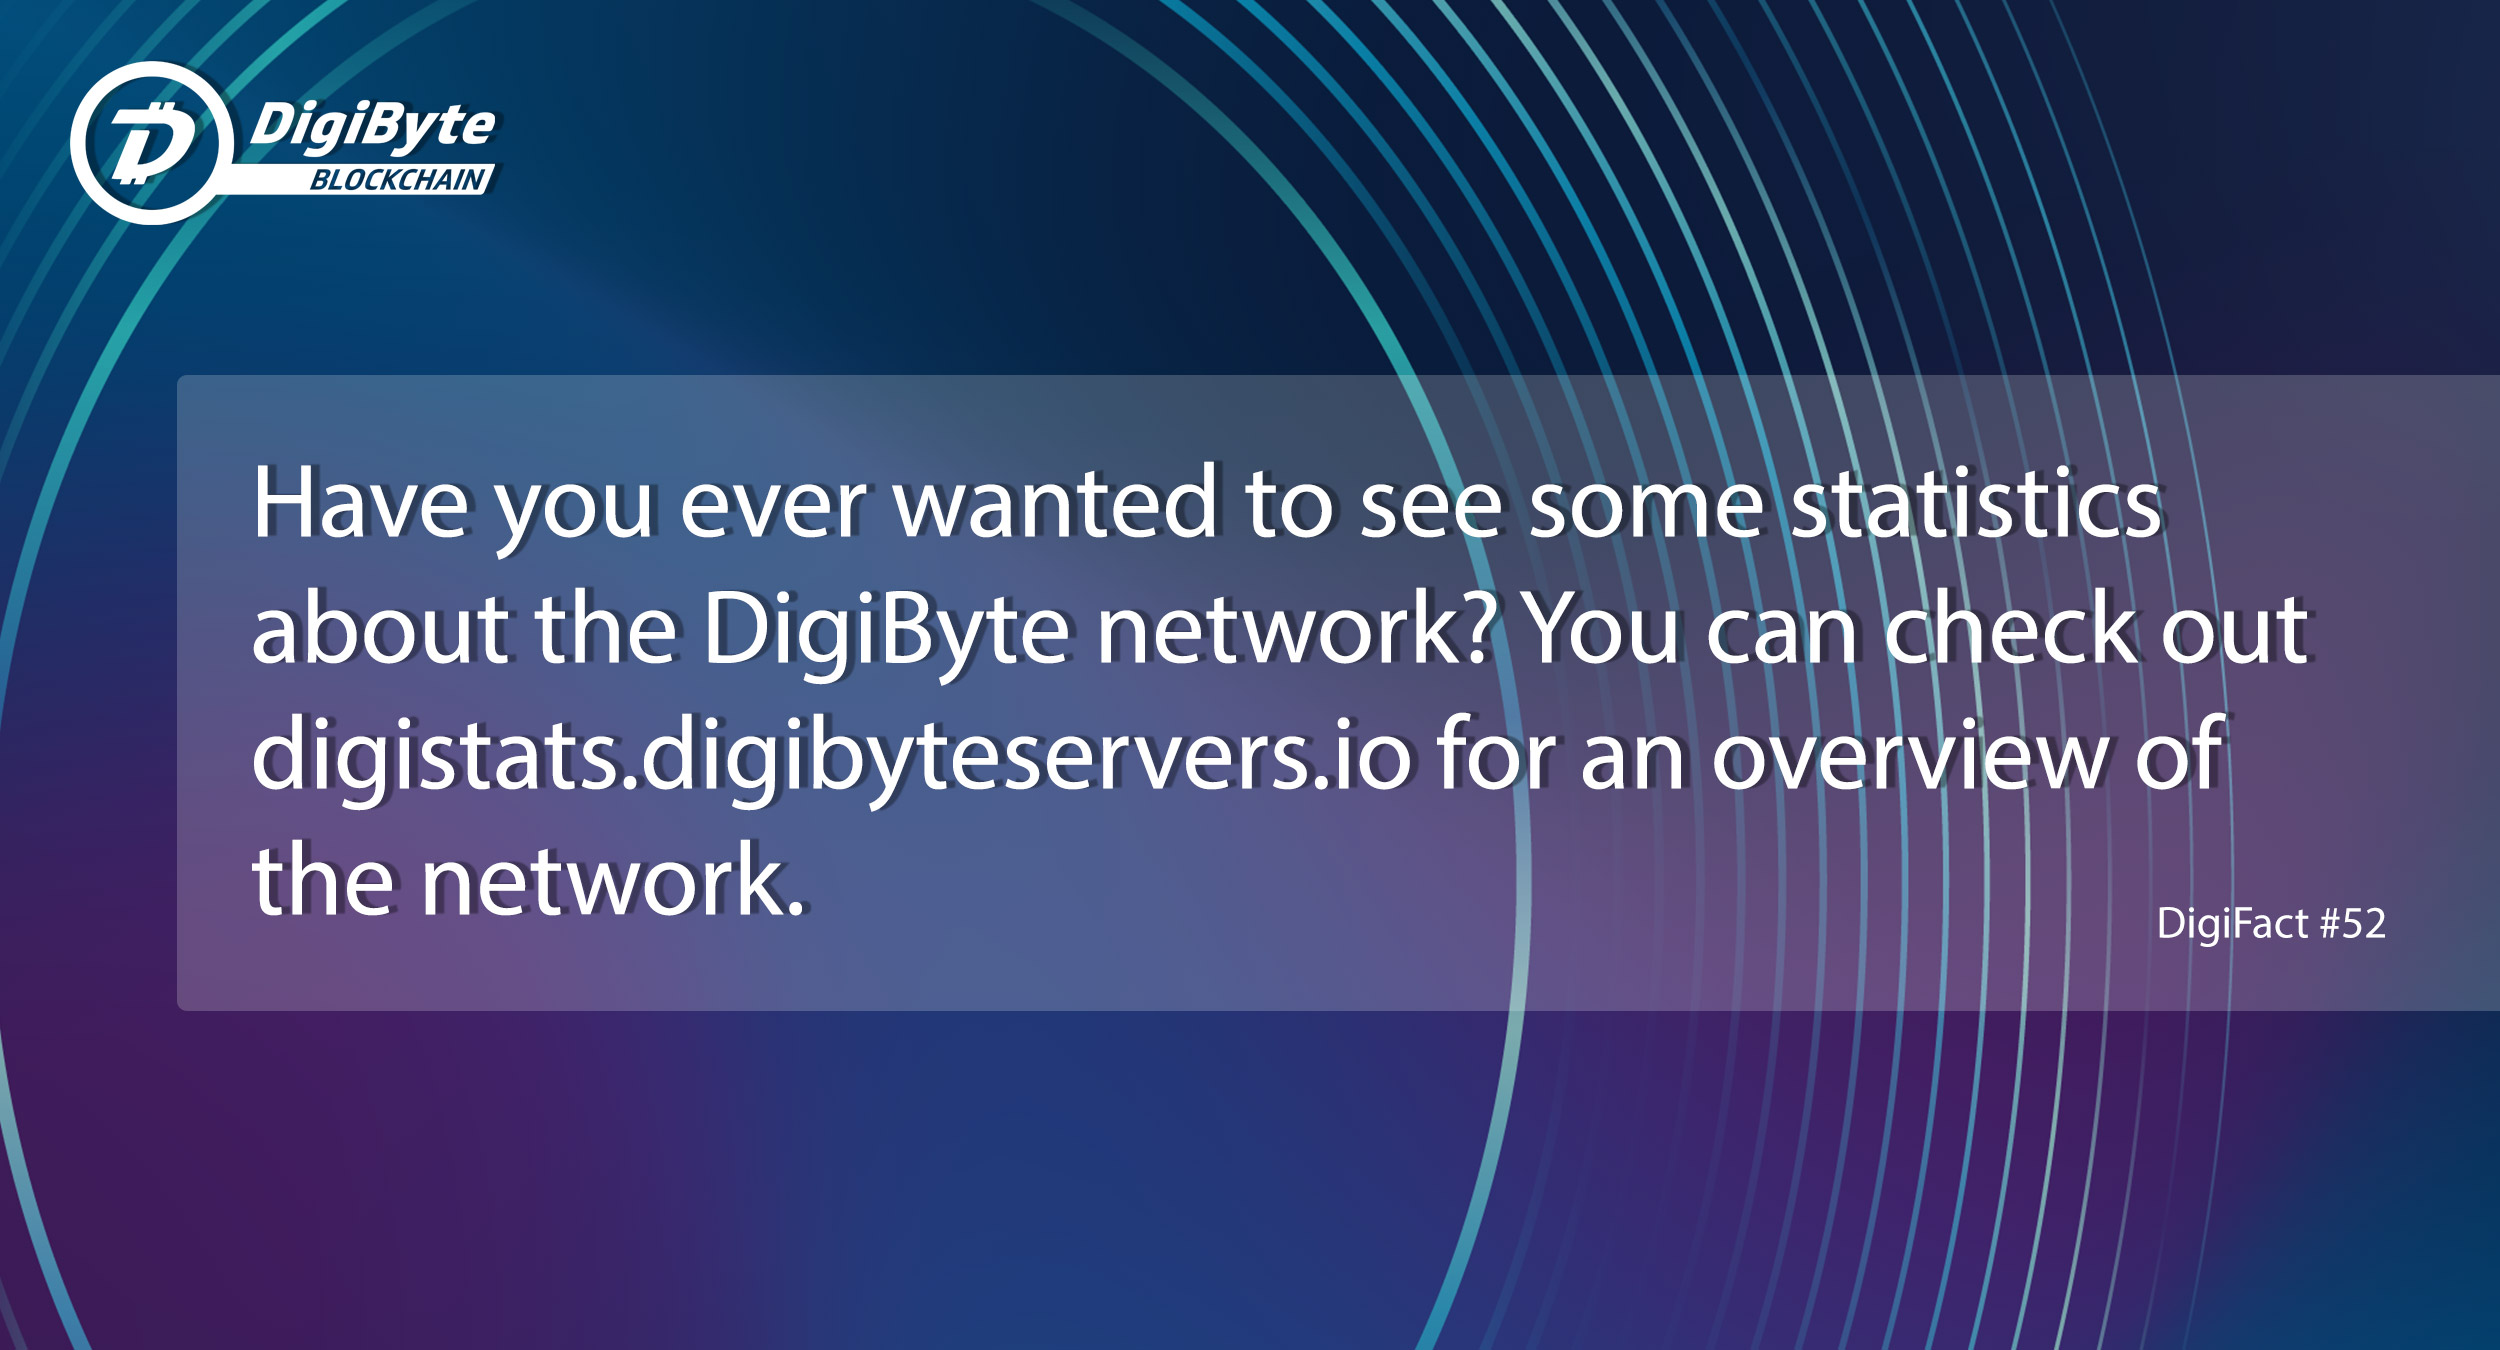 DigiByte
BLOCKCHAIN
Have you ever wanted to see some statistics
about the DigiByte network? You can check out
digistats.digibyteservers.io for an overview of
the network.
DigiFact #52